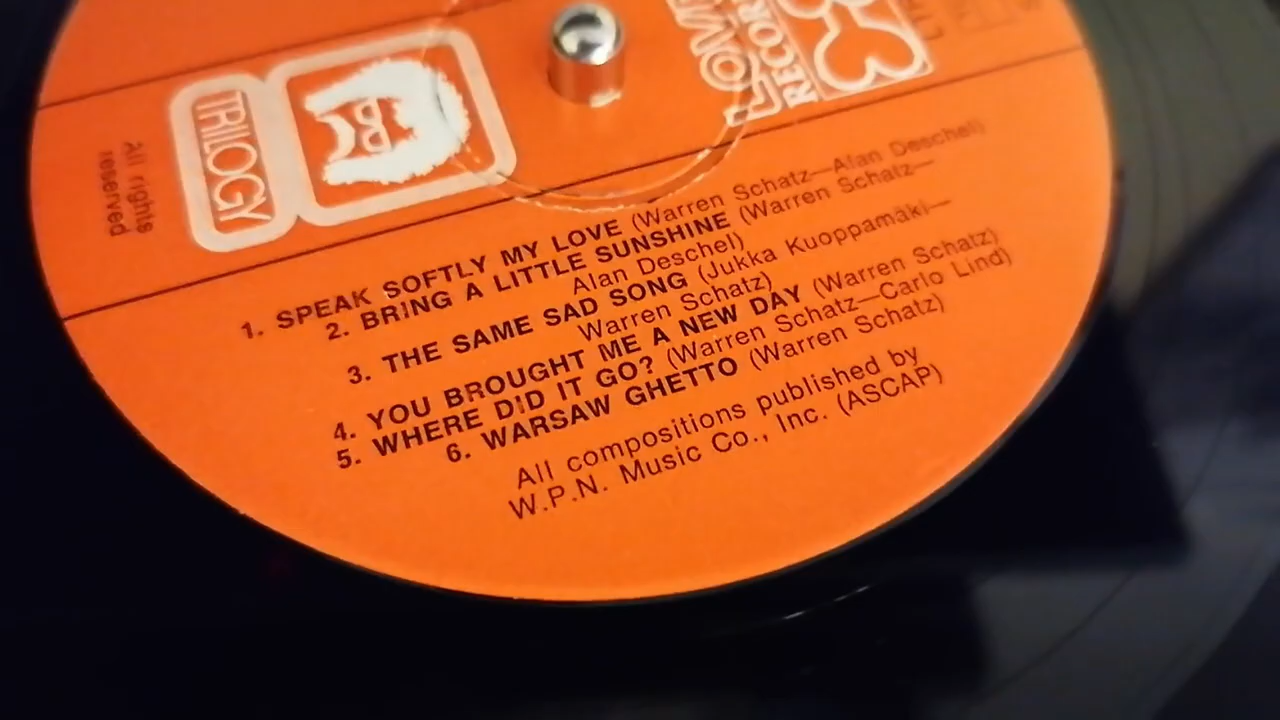 LOVE
RECORDS
TRILOGY
All rights
reserved
1. SPEAK SOFTLY MY LOVE (Warren Schatz—Alan Deschel)
2. BRING A LITTLE SUNSHINE (Warren Schatz—
Alan Deschel)
3. THE SAME SAD SONG (Jukka Kuoppamäki—
Warren Schatz)
4. YOU BROUGHT ME A NEW DAY (Warren Schatz)
5. WHERE DID IT GO? (Warren Schatz—Carlo Lind)
6. WARSAW GHETTO (Warren Schatz)
All compositions published by
W.P.N. Music Co., Inc. (ASCAP)